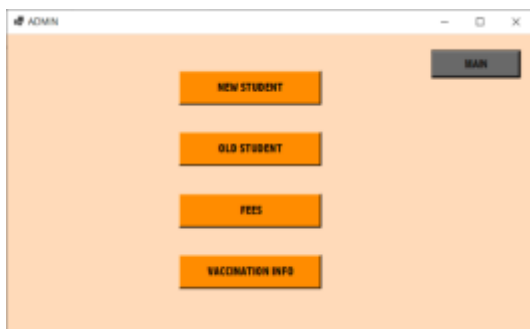 ADMIN
MAIN
NEW STUDENT
OLD STUDENT
FEES
VACCINATION INFO